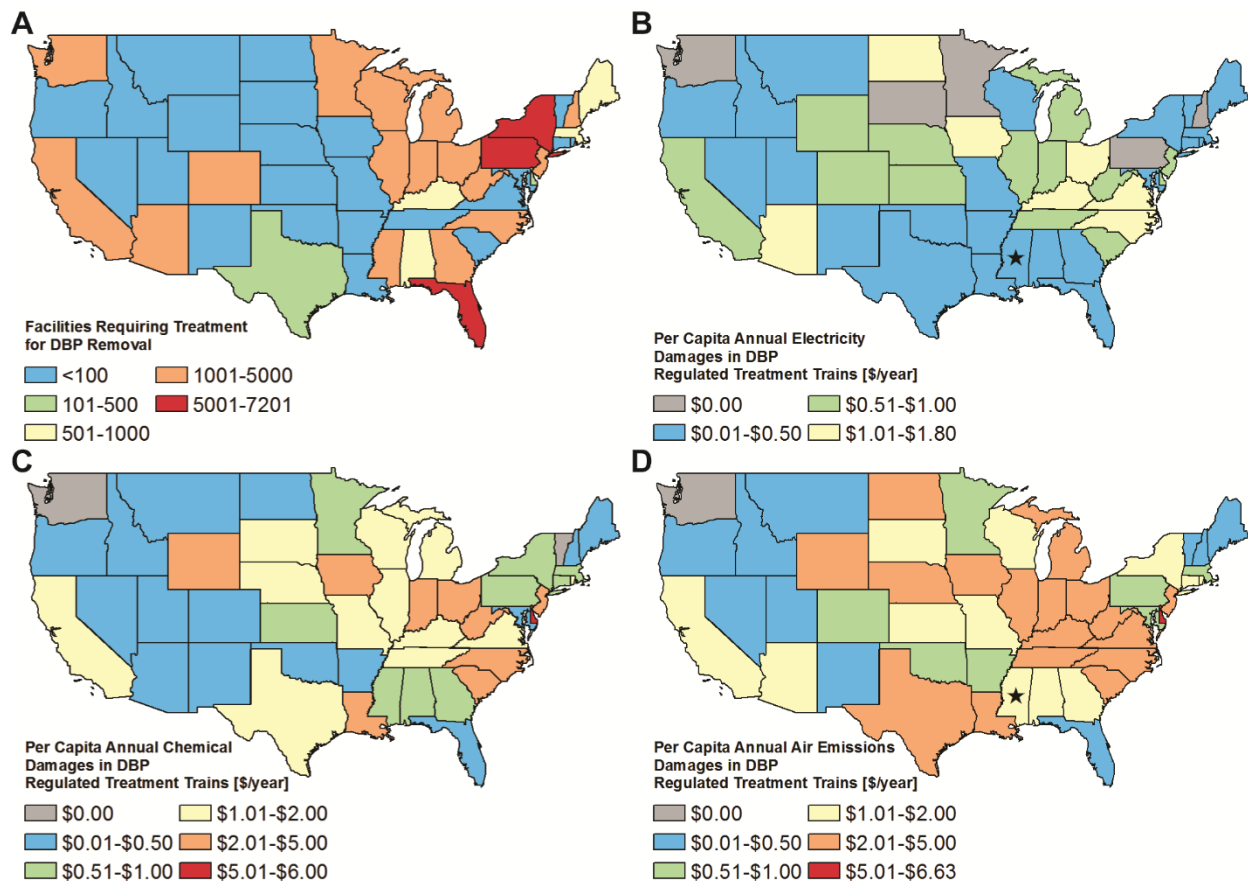 A
Facilities Requiring Treatment
for DBP Removal
<100
1001-5000
101-500
5001-7201
501-1000
B
Per Capita Annual Electricity
Damages in DBP
Regulated Treatment Trains [$/year]
$0.00
$0.51-$1.00
$0.01-$0.50
$1.01-$1.80
C
Per Capita Annual Chemical
Damages in DBP
Regulated Treatment Trains [$/year]
$0.00
$1.01-$2.00
$0.01-$0.50
$2.01-$5.00
$0.51-$1.00
$5.01-$6.00
D
Per Capita Annual Air Emissions
Damages in DBP
Regulated Treatment Trains [$/year]
$0.00
$1.01-$2.00
$0.01-$0.50
$2.01-$5.00
$0.51-$1.00
$5.01-$6.63